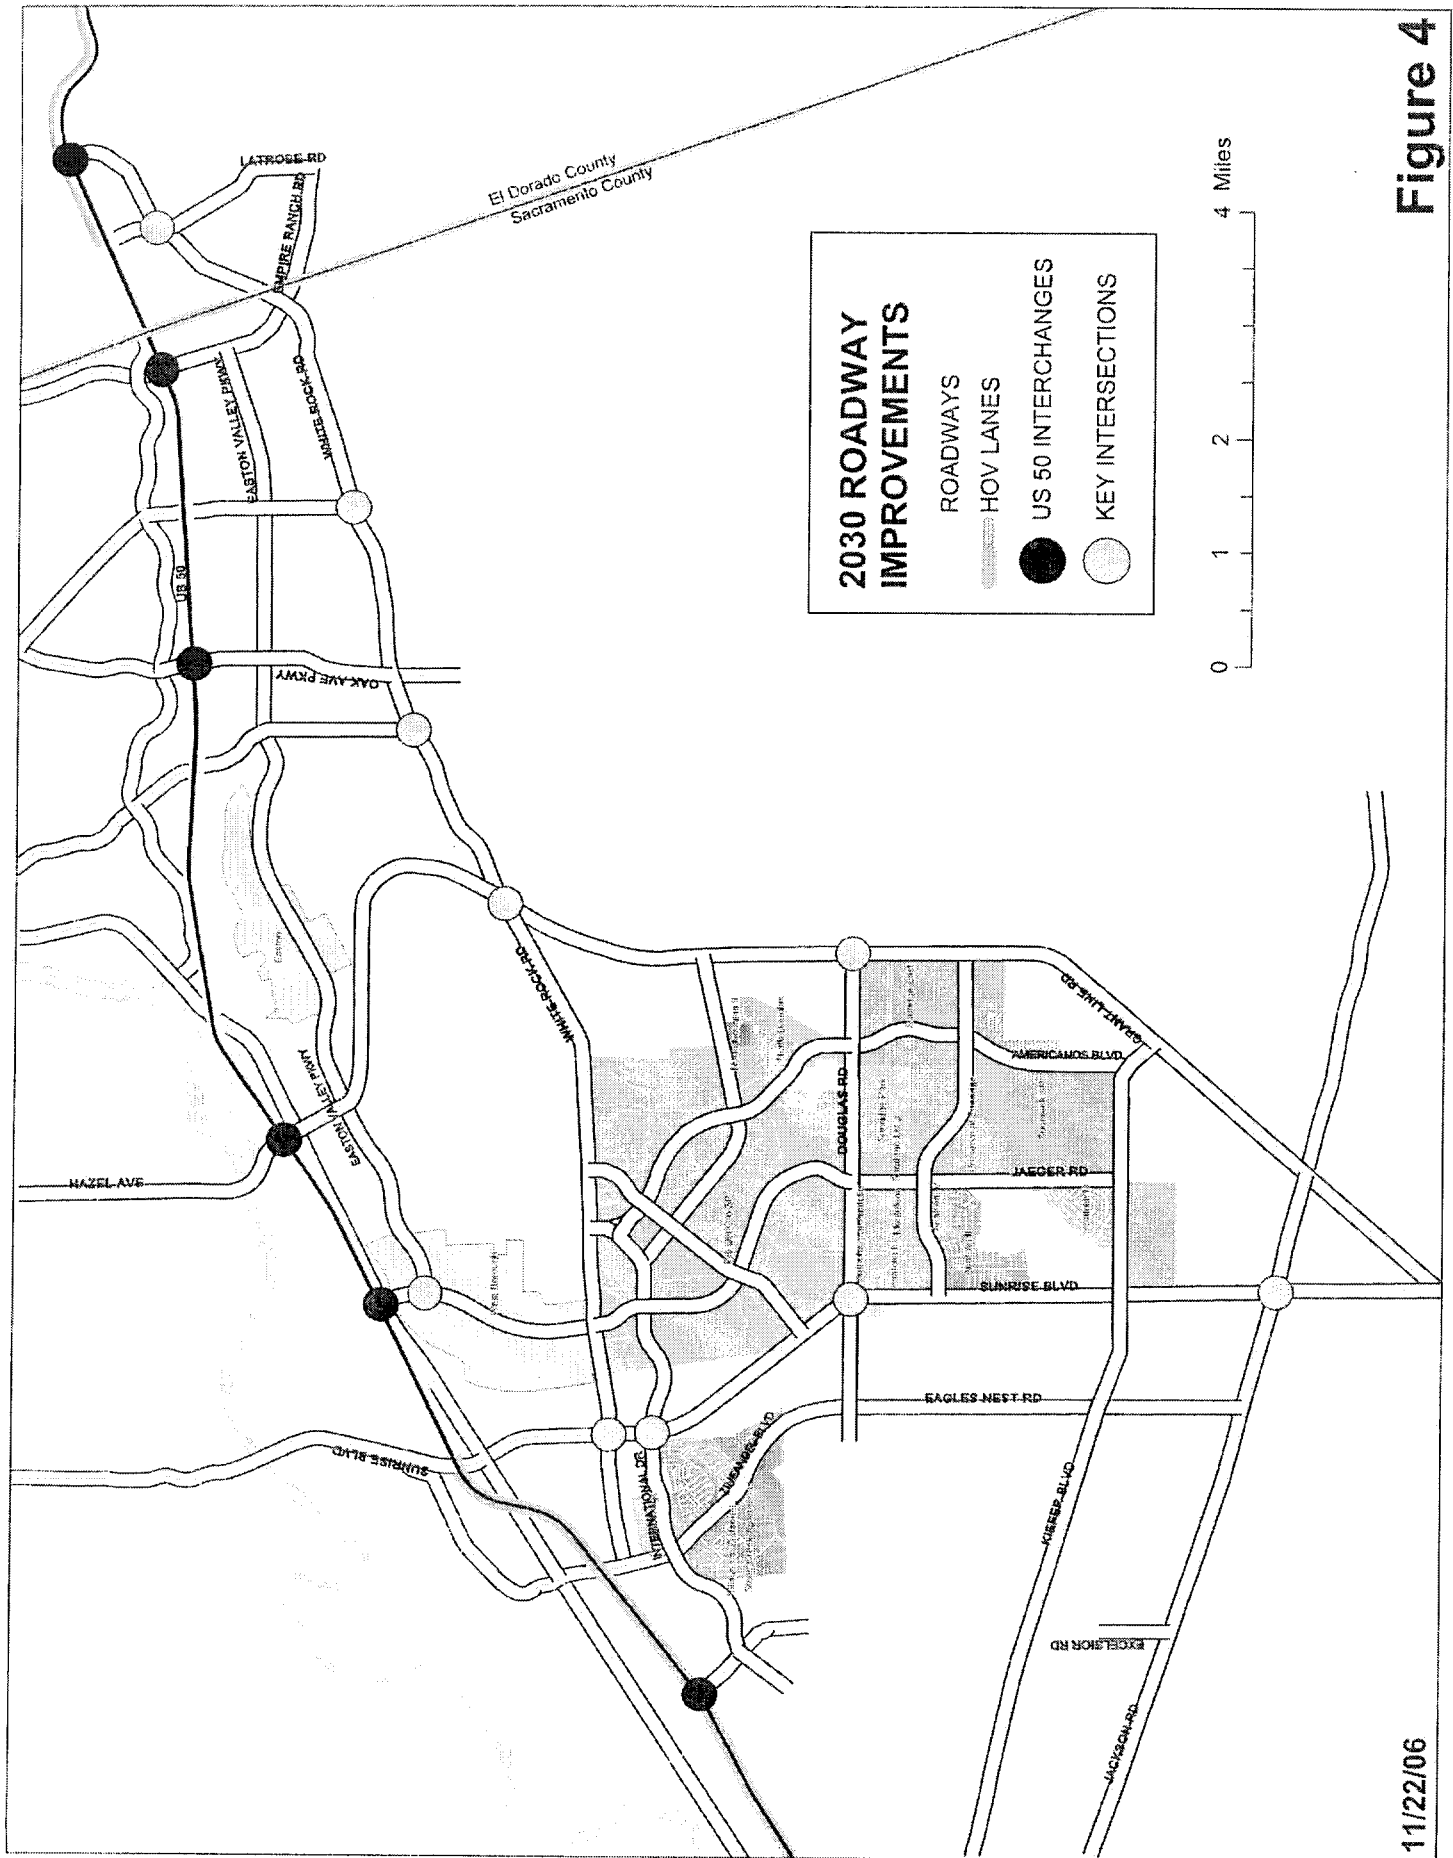 LATROBE RD
EMPIRE RANCH RD
El Dorado County
Sacramento County
EASTON VALLEY PKWY
WHITE ROCK RD
US 50
OAK AVE PKWY
Easton
WHITE ROCK RD
EASTON VALLEY PKWY
HAZEL AVE
GRANT LINE RD
AMERICANOS BLVD
DOUGLAS RD
JAEGER RD
SUNRISE BLVD
EAGLES NEST RD
SUNRISE BLVD
INTERNATIONAL DR
ZINFANDEL BLVD
KIEFER BLVD
EXCELSIOR RD
JACKSON RD
2030 ROADWAY
IMPROVEMENTS
ROADWAYS
HOV LANES
US 50 INTERCHANGES
KEY INTERSECTIONS
0 1 2 4 Miles
11/22/06
Figure 4